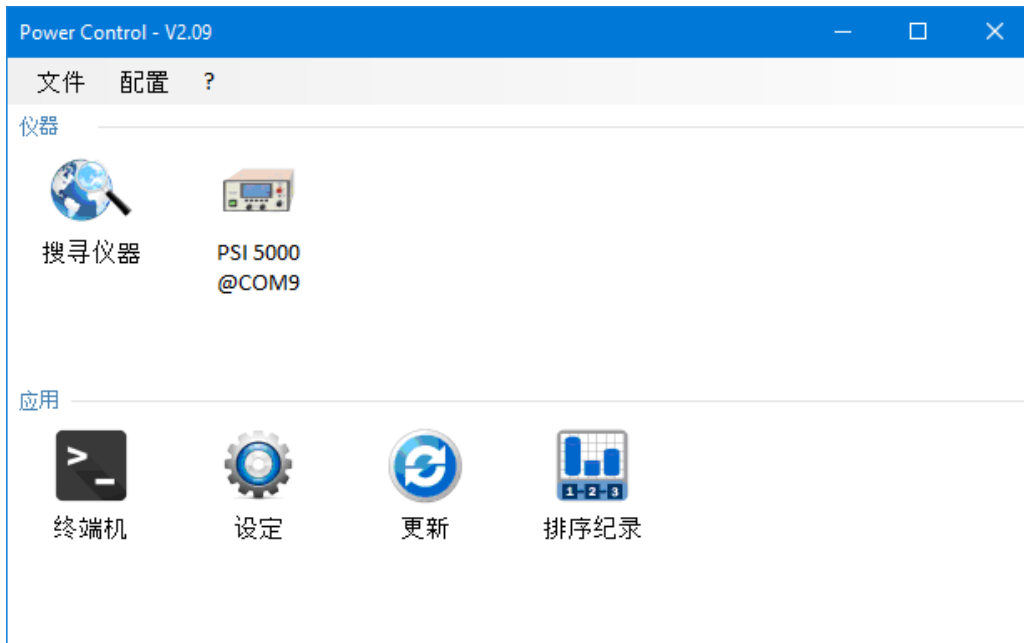 Power Control - V2.09
文件 配置 ?
仪器
搜寻仪器 PSI 5000
@COM9
应用
1-2-3
终端机 设定 更新 排序纪录